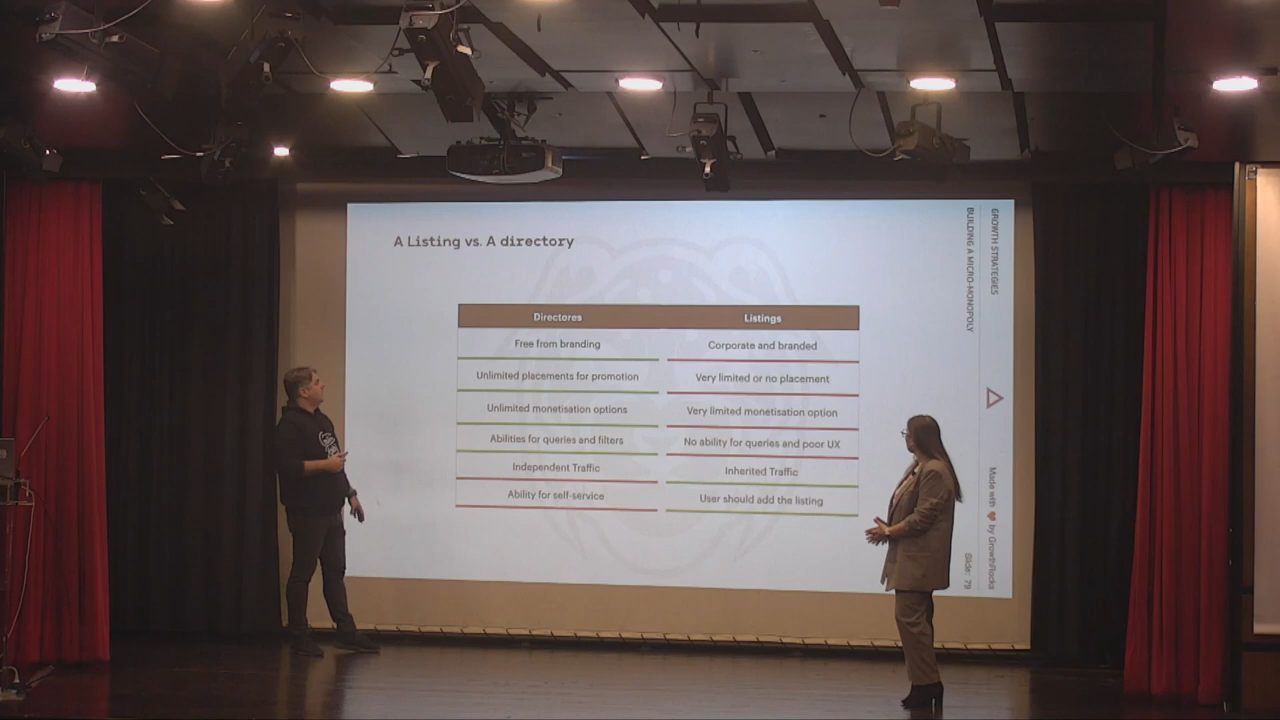 A Listing vs. A directory
Directores
Listings
Free from branding
Corporate and branded
Unlimited placements for promotion
Very limited or no placement
Unlimited monetisation options
Very limited monetisation option
Abilities for queries and filters
No ability for queries and poor UX
Independent Traffic
Inherited Traffic
Ability for self-service
User should add the listing
GROWTH STRATEGIES
BUILDING A MICRO-MONOPOLY
Made with ❤ by GrowthRocks
Slide: 79